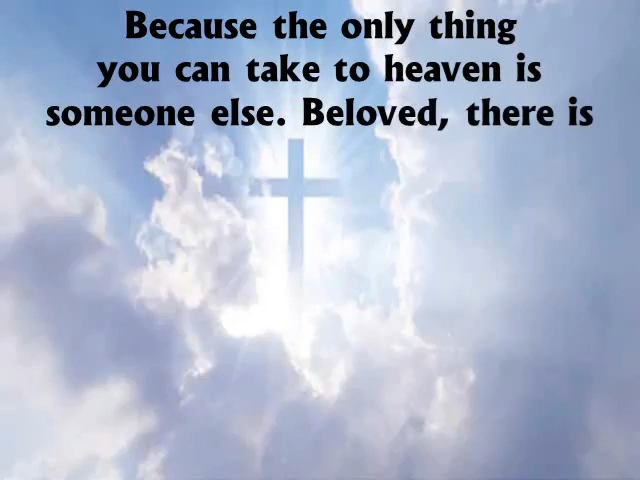 Because the only thing
you can take to heaven is
someone else. Beloved, there is